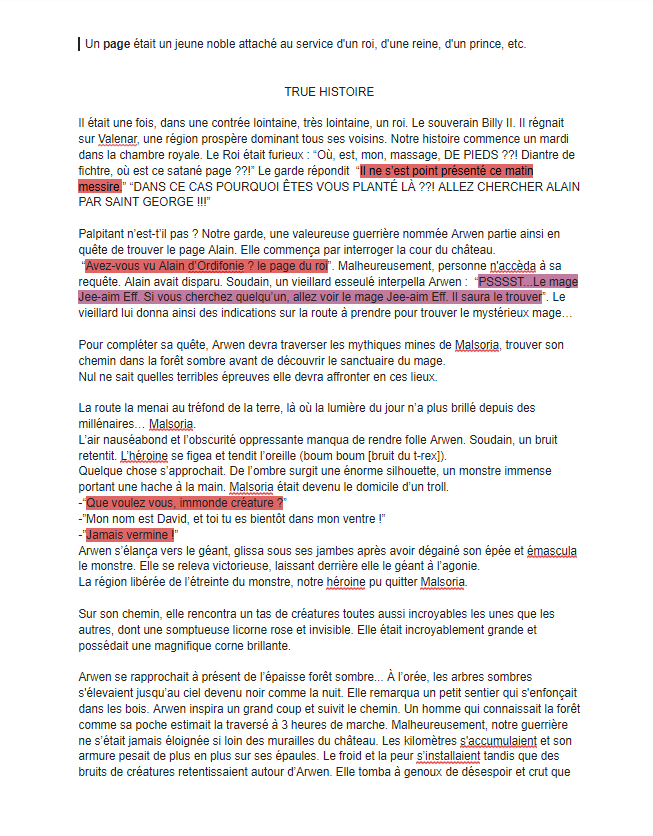 Un page était un jeune noble attaché au service d'un roi, d'une reine, d'un prince, etc.
TRUE HISTOIRE
Il était une fois, dans une contrée lointaine, très lointaine, un roi. Le souverain Billy II. Il régnait
sur Valenar, une région prospère dominant tous ses voisins. Notre histoire commence un mardi
dans la chambre royale. Le Roi était furieux : “Où, est, mon, massage, DE PIEDS ??! Diantre de
fichtre, où est ce satané page ??!” Le garde répondit “Il ne s'est point présenté ce matin
messire.” “DANS CE CAS POURQUOI ÊTES VOUS PLANTÉ LÀ ??! ALLEZ CHERCHER ALAIN
PAR SAINT GEORGE !!!”
Palpitant n’est-t’il pas ? Notre garde, une valeureuse guerrière nommée Arwen partie ainsi en
quête de trouver le page Alain. Elle commença par interroger la cour du château.
“Avez-vous vu Alain d’Ordifonie ? le page du roi”. Malheureusement, personne n'accèda à sa
requête. Alain avait disparu. Soudain, un vieillard esseulé interpella Arwen : “PSSSST...Le mage
Jee-aim Eff. Si vous cherchez quelqu'un, allez voir le mage Jee-aim Eff. Il saura le trouver”. Le
vieillard lui donna ainsi des indications sur la route à prendre pour trouver le mystérieux mage…
Pour compléter sa quête, Arwen devra traverser les mythiques mines de Malsoria, trouver son
chemin dans la forêt sombre avant de découvrir le sanctuaire du mage.
Nul ne sait quelles terribles épreuves elle devra affronter en ces lieux.
La route la menai au tréfond de la terre, là où la lumière du jour n’a plus brillé depuis des
millénaires… Malsoria.
L’air nauséabond et l’obscurité oppressante manqua de rendre folle Arwen. Soudain, un bruit
retentit. L’héroine se figea et tendit l’oreille (boum boum [bruit du t-rex]).
Quelque chose s’approchait. De l’ombre surgit une énorme silhouette, un monstre immense
portant une hache à la main. Malsoria était devenu le domicile d’un troll.
-“Que voulez vous, immonde créature ?”
-”Mon nom est David, et toi tu es bientôt dans mon ventre !”
-”Jamais vermine !”
Arwen s’élança vers le géant, glissa sous ses jambes après avoir dégainé son épée et émascula
le monstre. Elle se releva victorieuse, laissant derrière elle le géant à l’agonie.
La région libérée de l’étreinte du monstre, notre héroine pu quitter Malsoria.
Sur son chemin, elle rencontra un tas de créatures toutes aussi incroyables les unes que les
autres, dont une somptueuse licorne rose et invisible. Elle était incroyablement grande et
possédait une magnifique corne brillante.
Arwen se rapprochait à présent de l’épaisse forêt sombre... À l’orée, les arbres sombres
s'élevaient jusqu’au ciel devenu noir comme la nuit. Elle remarqua un petit sentier qui s'enfonçait
dans les bois. Arwen inspira un grand coup et suivit le chemin. Un homme qui connaissait la forêt
comme sa poche estimait la traversé à 3 heures de marche. Malheureusement, notre guerrière
ne s’était jamais éloignée si loin des murailles du château. Les kilomètres s'accumulaient et son
armure pesait de plus en plus sur ses épaules. Le froid et la peur s’installaient tandis que des
bruits de créatures retentissaient autour d’Arwen. Elle tomba à genoux de désespoir et crut que